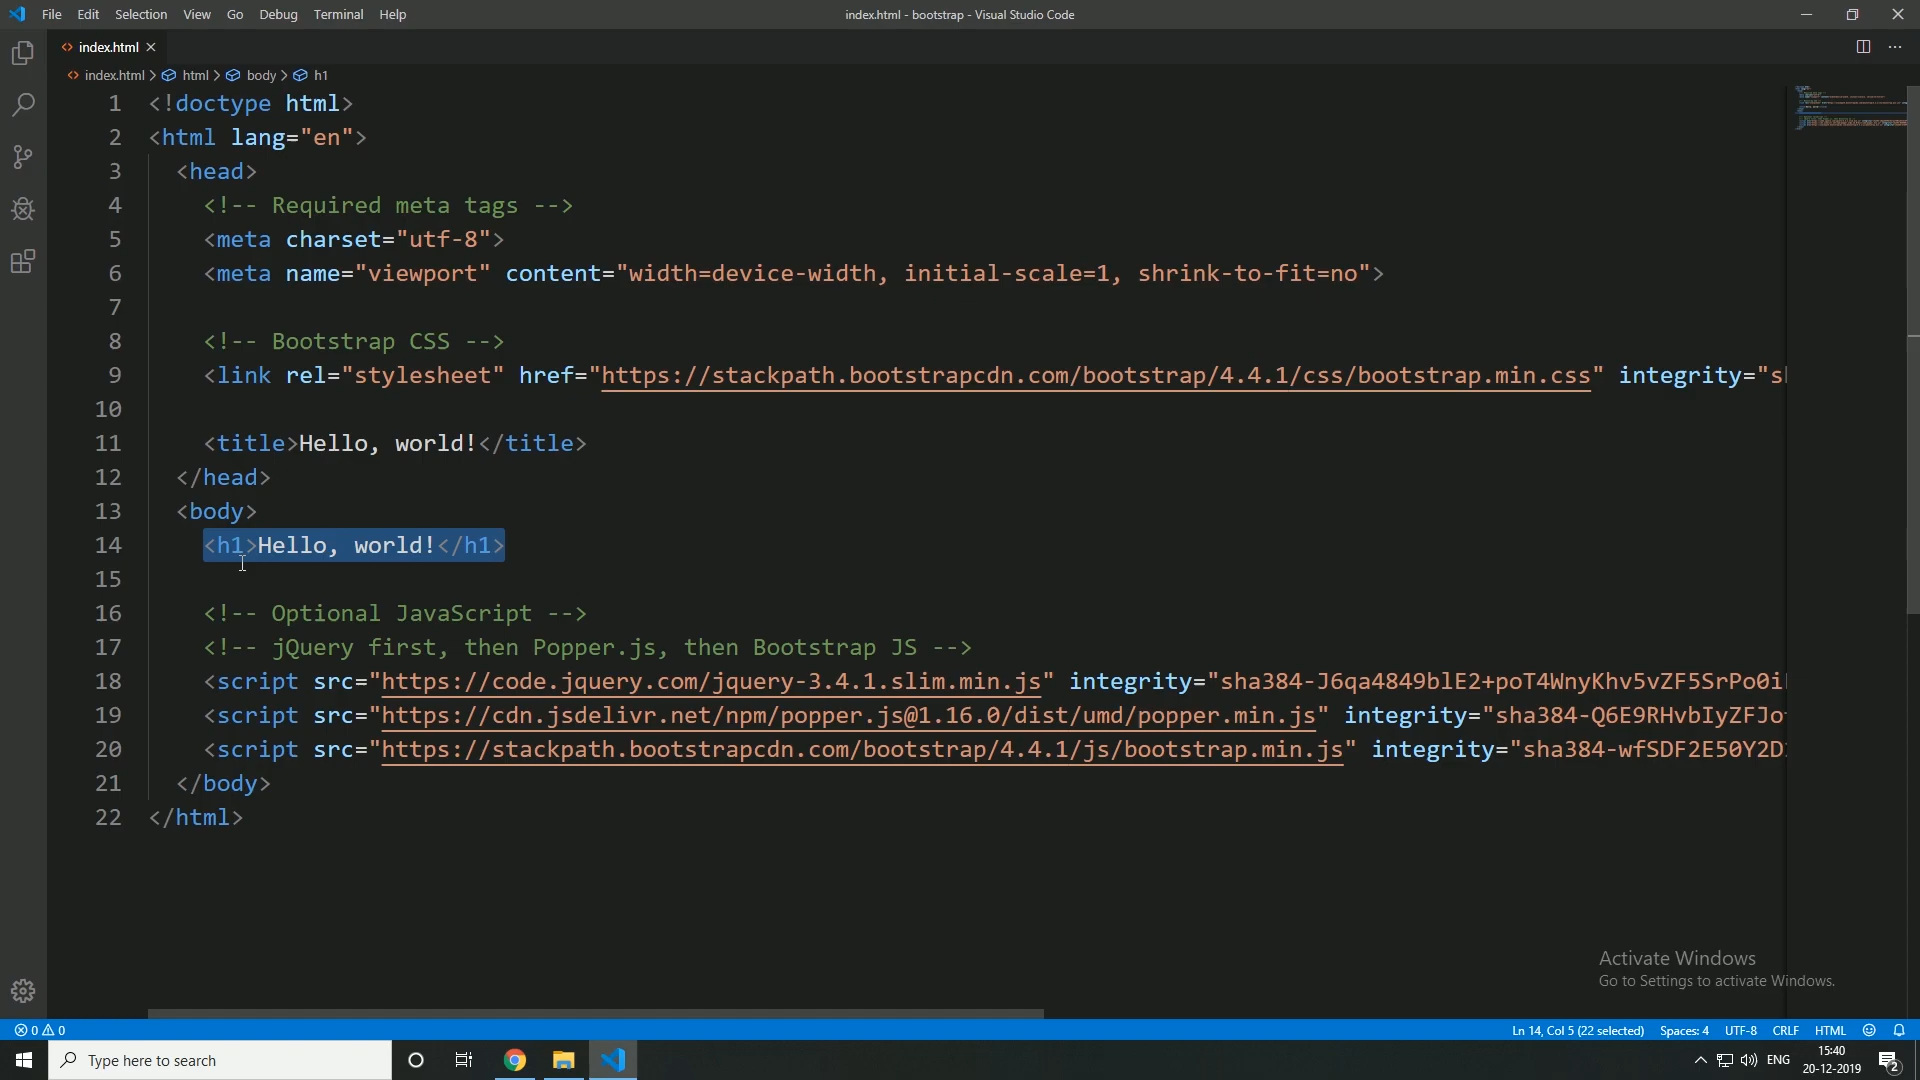 File Edit Selection View Go Debug Terminal Help
index.html - bootstrap - Visual Studio Code
index.html
index.html > html > body > h1
1 <!doctype html>
2 <html lang="en">
3 <head>
4 <!-- Required meta tags -->
5 <meta charset="utf-8">
6 <meta name="viewport" content="width=device-width, initial-scale=1, shrink-to-fit=no">
7
8 <!-- Bootstrap CSS -->
9 <link rel="stylesheet" href="https://stackpath.bootstrapcdn.com/bootstrap/4.4.1/css/bootstrap.min.css" integrity="s
10
11 <title>Hello, world!</title>
12 </head>
13 <body>
14 <h1>Hello, world!</h1>
15
16 <!-- Optional JavaScript -->
17 <!-- jQuery first, then Popper.js, then Bootstrap JS -->
18 <script src="https://code.jquery.com/jquery-3.4.1.slim.min.js" integrity="sha384-J6qa4849blE2+poT4WnyKhv5vZF5SrPo0i
19 <script src="https://cdn.jsdelivr.net/npm/popper.js@1.16.0/dist/umd/popper.min.js" integrity="sha384-Q6E9RHvbIyZFJo
20 <script src="https://stackpath.bootstrapcdn.com/bootstrap/4.4.1/js/bootstrap.min.js" integrity="sha384-wfSDF2E50Y2D
21 </body>
22 </html>
Activate Windows
Go to Settings to activate Windows.
0 0
Ln 14, Col 5 (22 selected) Spaces: 4 UTF-8 CRLF HTML
Type here to search
ENG
15:40
20-12-2019
2